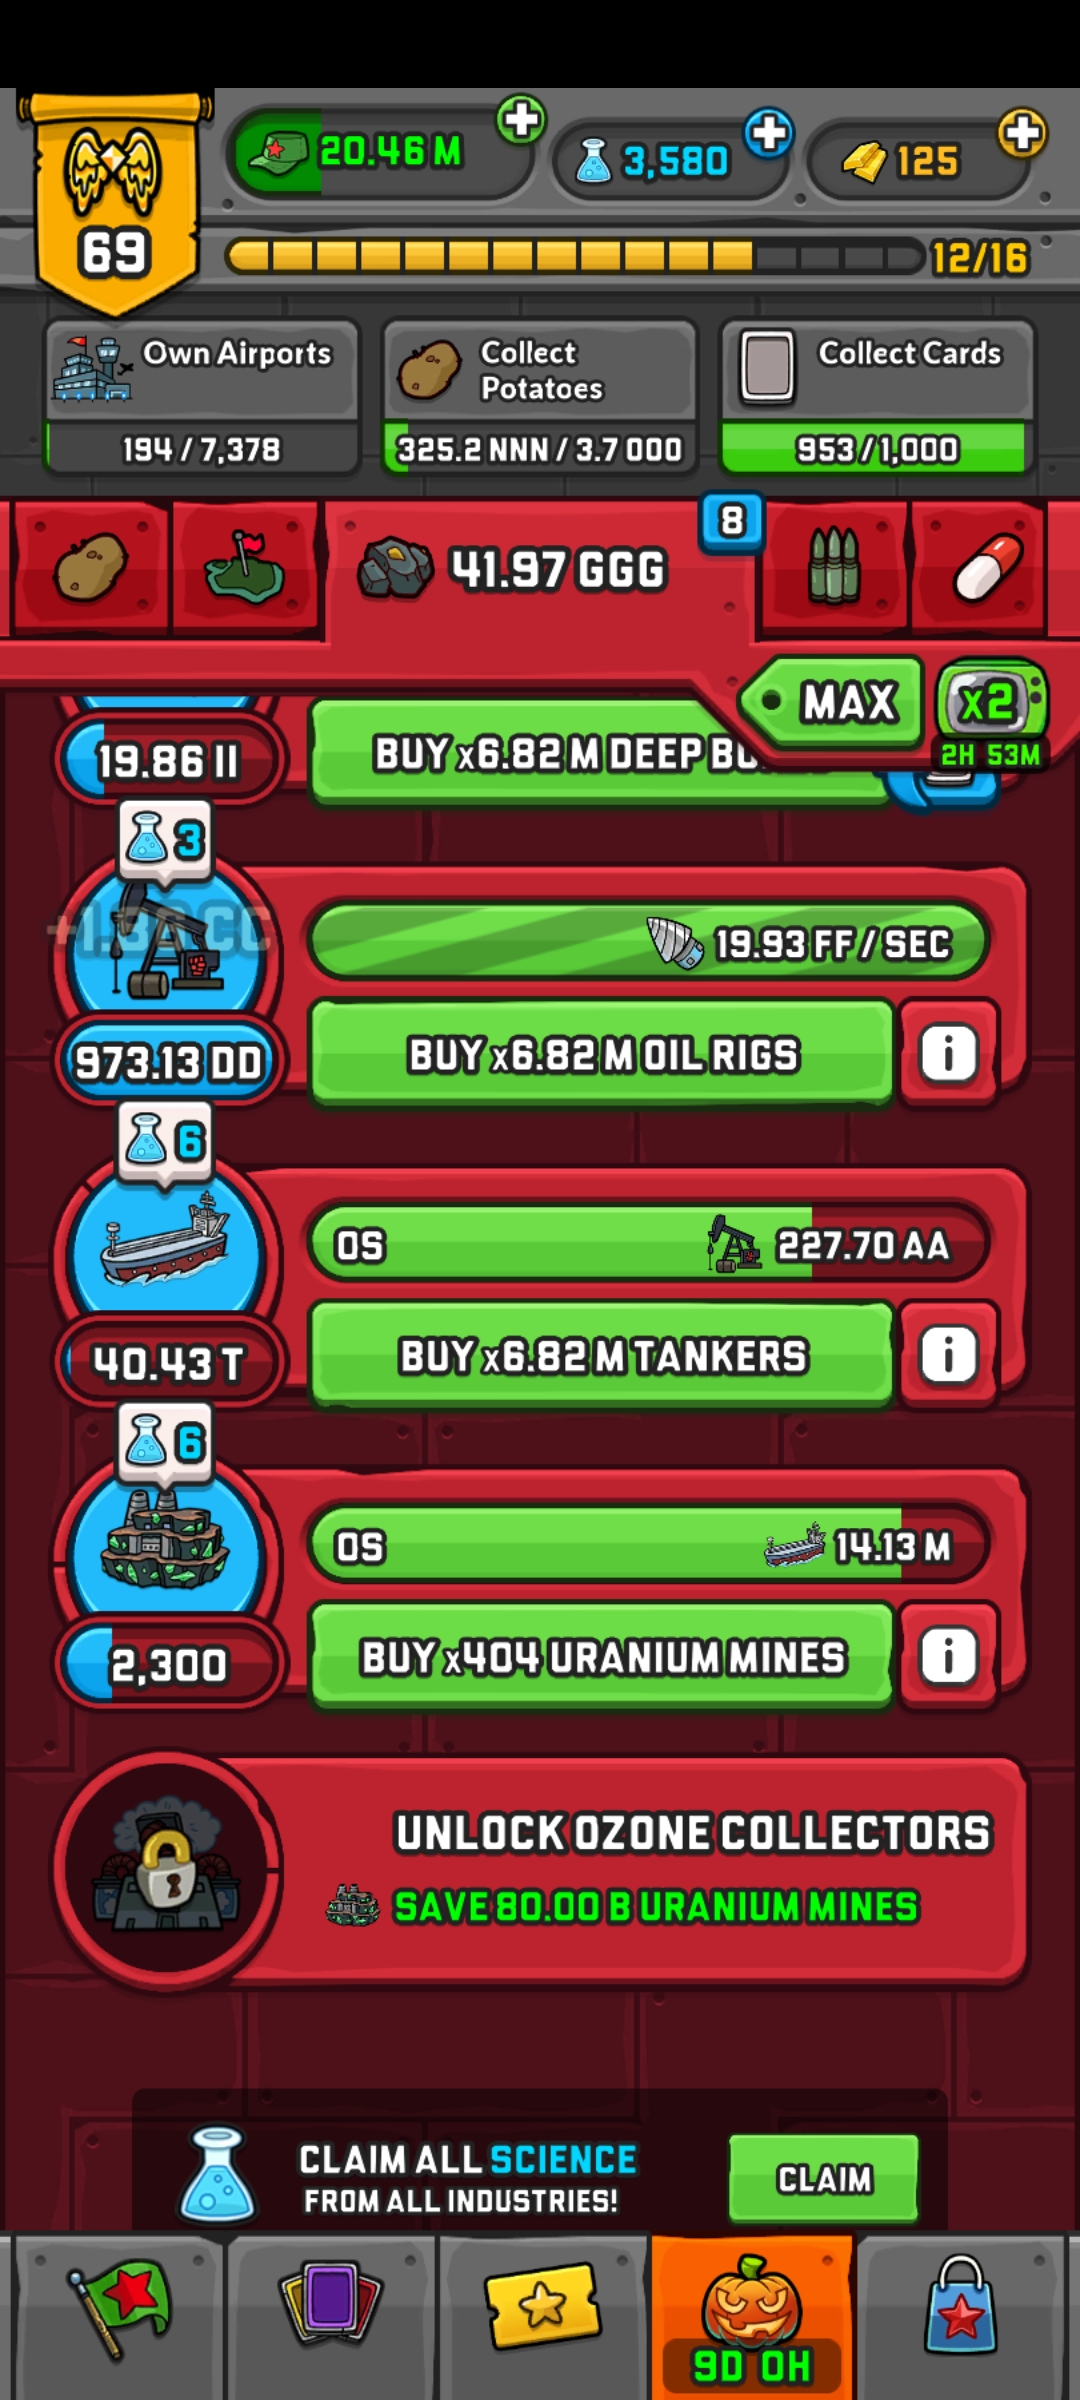 20.46 M
3,580
125
69
12/16
Own Airports
194 / 7,378
Collect
Potatoes
325.2 NNN / 3.7 OOO
Collect Cards
953 / 1,000
41.97 GGG
8
MAX
x2
2H 53M
19.86 II
BUY x6.82 M DEEP
3
19.93 FF / SEC
973.13 DD
BUY x6.82 M OIL RIGS
i
6
0S
227.70 AA
40.43 T
BUY x6.82 M TANKERS
i
6
0S
14.13 M
2,300
BUY x404 URANIUM MINES
i
UNLOCK OZONE COLLECTORS
SAVE 80.00 B URANIUM MINES
CLAIM ALL SCIENCE
FROM ALL INDUSTRIES!
CLAIM
9D 0H